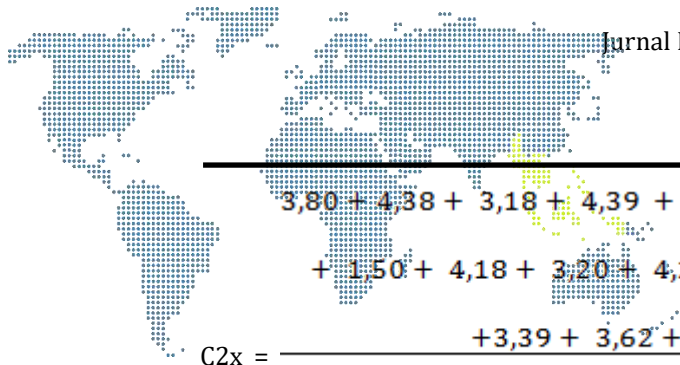 Jurnal
3,80 + 4,38 + 3,18 + 4,39 +
+ 1,50 + 4,18 + 3,20 +
+3,39 + 3,62 +
C2x =